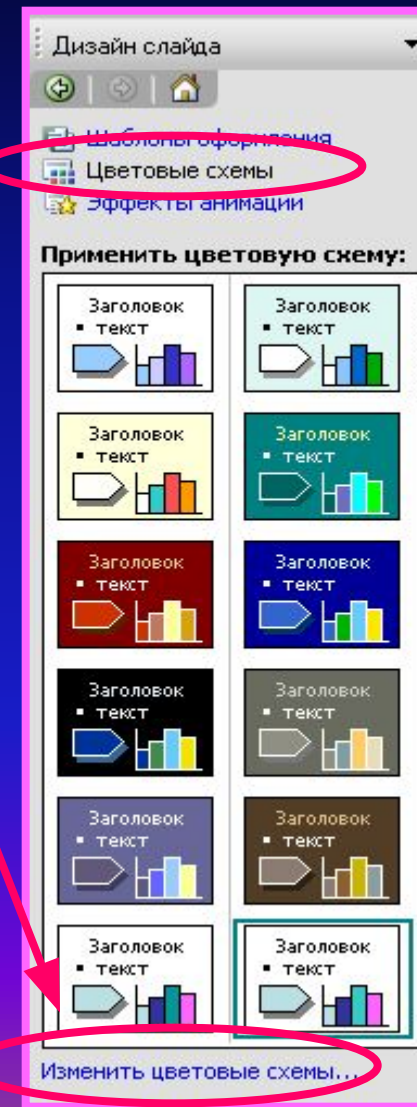 Дизайн слайда
Шаблоны оформления
Цветовые схемы
Эффекты анимации
Применить цветовую схему:
Заголовок
▪ текст
Заголовок
▪ текст
Заголовок
▪ текст
Заголовок
▪ текст
Заголовок
▪ текст
Заголовок
▪ текст
Заголовок
▪ текст
Заголовок
▪ текст
Заголовок
▪ текст
Заголовок
▪ текст
Заголовок
▪ текст
Заголовок
▪ текст
Изменить цветовые схемы...